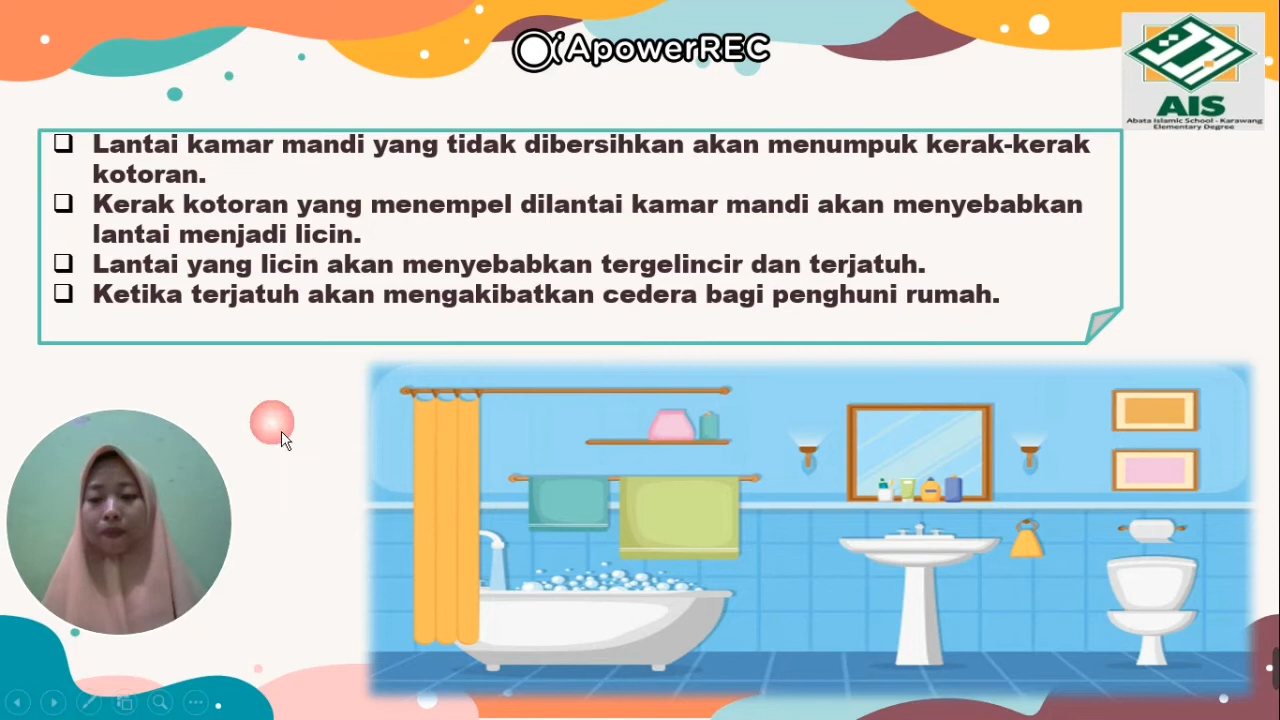 ApowerREC
AIS
Abata Islamic School - Karawang
Elementary Degree
Lantai kamar mandi yang tidak dibersihkan akan menumpuk kerak-kerak
kotoran.
Kerak kotoran yang menempel dilantai kamar mandi akan menyebabkan
lantai menjadi licin.
Lantai yang licin akan menyebabkan tergelincir dan terjatuh.
Ketika terjatuh akan mengakibatkan cedera bagi penghuni rumah.